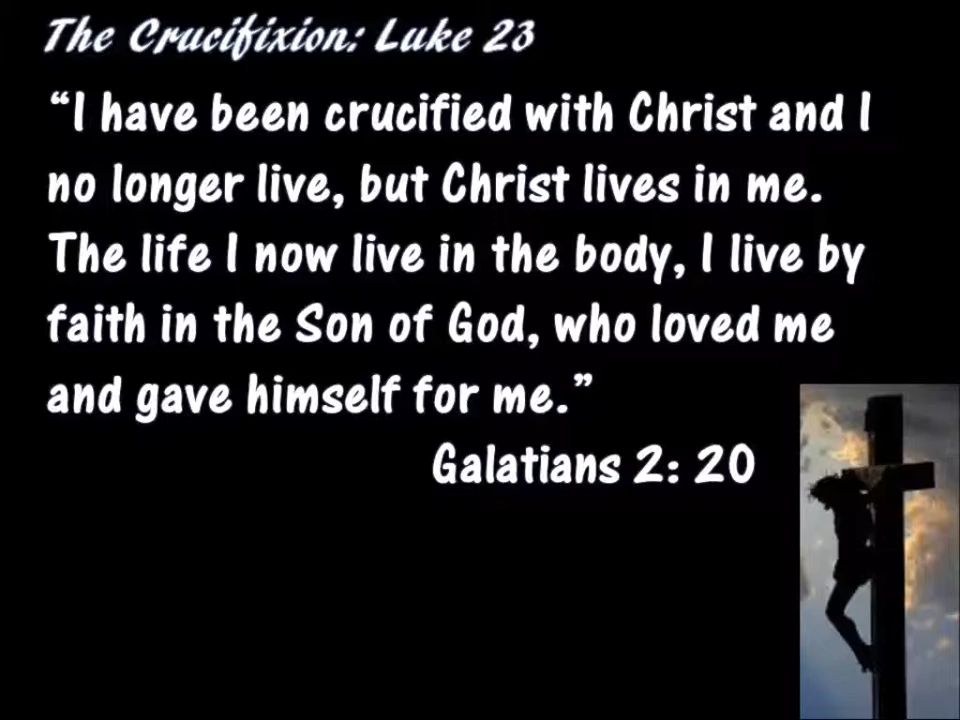 The Crucifixion: Luke 23
“I have been crucified with Christ and I
no longer live, but Christ lives in me.
The life I now live in the body, I live by
faith in the Son of God, who loved me
and gave himself for me.”
Galatians 2: 20